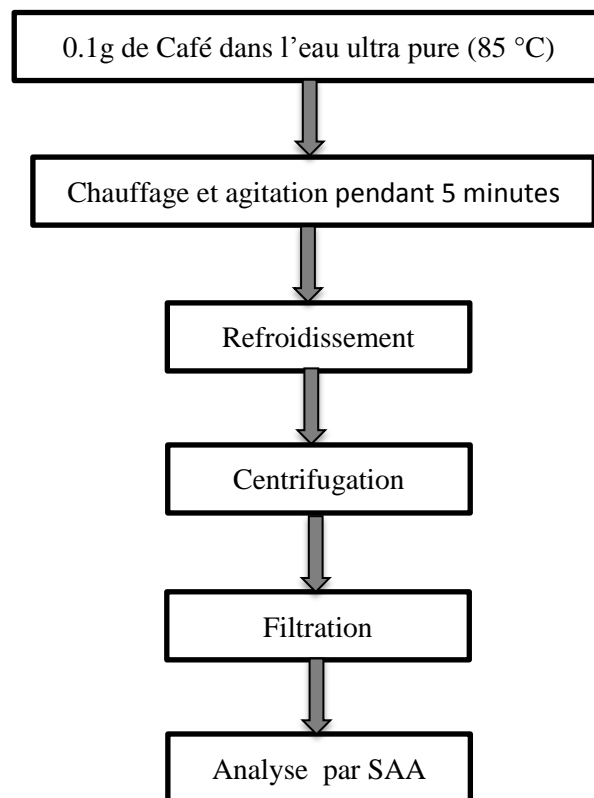 0.1g de Café dans l’eau ultra pure (85 °C)
Chauffage et agitation pendant 5 minutes
Refroidissement
Centrifugation
Filtration
Analyse par SAA